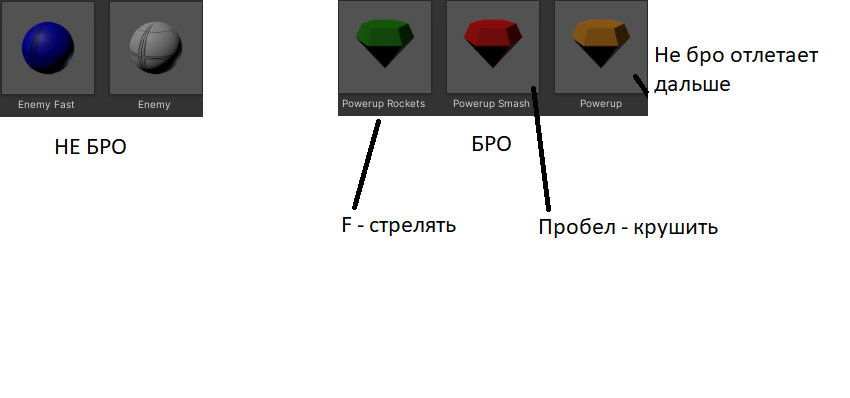 Enemy Fast
Enemy
НЕ БРО
Powerup Rockets
Powerup Smash
Powerup
Не бро отлетает
дальше
БРО
F - стрелять
Пробел - крушить